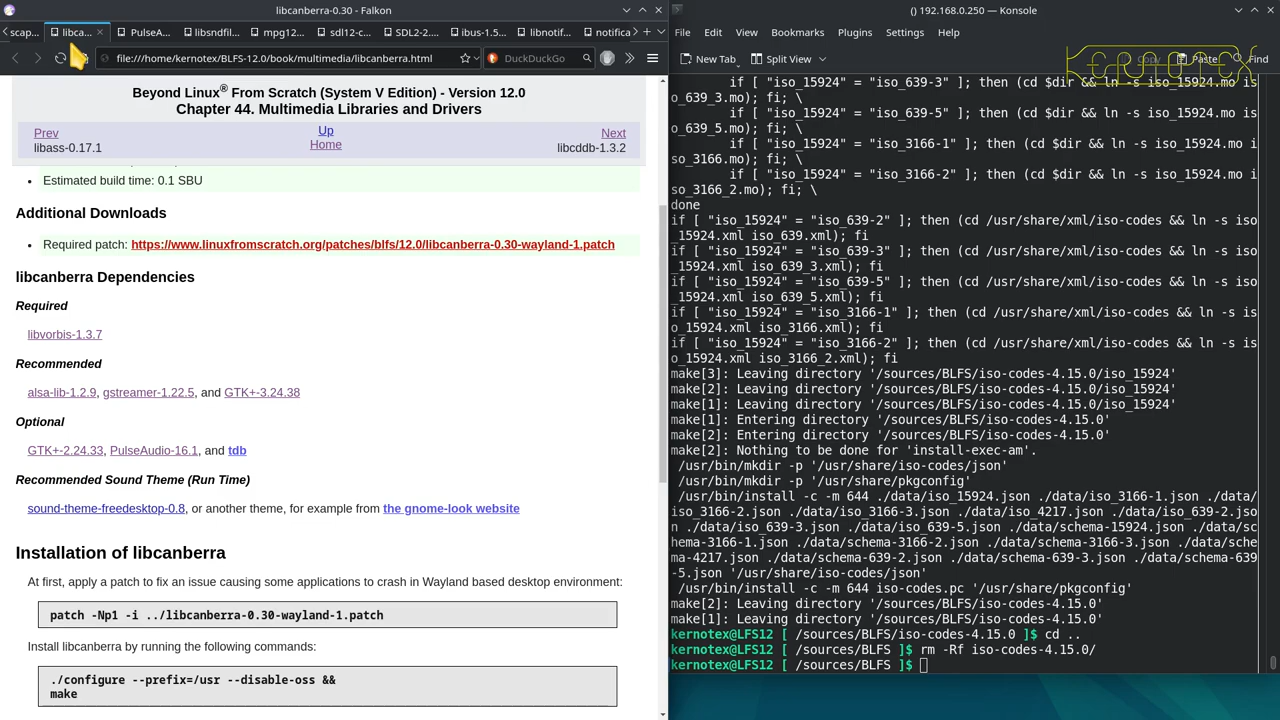 libcanberra-0.30 - Falkon
scap...
libca...
PulseA...
libsndfil...
mpg12...
sdl12-c...
SDL2-2....
ibus-1.5...
libnotif...
notifica
file:///home/kernotex/BLFS-12.0/book/multimedia/libcanberra.html
DuckDuckGo
Beyond Linux® From Scratch (System V Edition) - Version 12.0
Chapter 44. Multimedia Libraries and Drivers
Prev
Up
Next
libass-0.17.1
Home
libcddb-1.3.2
• Estimated build time: 0.1 SBU
Additional Downloads
• Required patch: https://www.linuxfromscratch.org/patches/blfs/12.0/libcanberra-0.30-wayland-1.patch
libcanberra Dependencies
Required
libvorbis-1.3.7
Recommended
alsa-lib-1.2.9, gstreamer-1.22.5, and GTK+-3.24.38
Optional
GTK+-2.24.33, PulseAudio-16.1, and tdb
Recommended Sound Theme (Run Time)
sound-theme-freedesktop-0.8, or another theme, for example from the gnome-look website
Installation of libcanberra
At first, apply a patch to fix an issue causing some applications to crash in Wayland based desktop environment:
patch -Np1 -i ../libcanberra-0.30-wayland-1.patch
Install libcanberra by running the following commands:
./configure --prefix=/usr --disable-oss &&
make
() 192.168.0.250 — Konsole
File Edit View Bookmarks Plugins Settings Help
New Tab
Split View
Copy
Paste
Find
KERNOTEX
if [ "iso_15924" = "iso_639-3" ]; then (cd $dir && ln -s iso_15924.mo is
o_639_3.mo); fi; \
if [ "iso_15924" = "iso_639-5" ]; then (cd $dir && ln -s iso_15924.mo is
o_639_5.mo); fi; \
if [ "iso_15924" = "iso_3166-1" ]; then (cd $dir && ln -s iso_15924.mo i
so_3166.mo); fi; \
if [ "iso_15924" = "iso_3166-2" ]; then (cd $dir && ln -s iso_15924.mo i
so_3166_2.mo); fi; \
done
if [ "iso_15924" = "iso_639-2" ]; then (cd /usr/share/xml/iso-codes && ln -s iso
_15924.xml iso_639.xml); fi
if [ "iso_15924" = "iso_639-3" ]; then (cd /usr/share/xml/iso-codes && ln -s iso
_15924.xml iso_639_3.xml); fi
if [ "iso_15924" = "iso_639-5" ]; then (cd /usr/share/xml/iso-codes && ln -s iso
_15924.xml iso_639_5.xml); fi
if [ "iso_15924" = "iso_3166-1" ]; then (cd /usr/share/xml/iso-codes && ln -s is
o_15924.xml iso_3166.xml); fi
if [ "iso_15924" = "iso_3166-2" ]; then (cd /usr/share/xml/iso-codes && ln -s is
o_15924.xml iso_3166_2.xml); fi
make[3]: Leaving directory '/sources/BLFS/iso-codes-4.15.0/iso_15924'
make[2]: Leaving directory '/sources/BLFS/iso-codes-4.15.0/iso_15924'
make[1]: Leaving directory '/sources/BLFS/iso-codes-4.15.0/iso_15924'
make[1]: Entering directory '/sources/BLFS/iso-codes-4.15.0'
make[2]: Entering directory '/sources/BLFS/iso-codes-4.15.0'
make[2]: Nothing to be done for 'install-exec-am'.
/usr/bin/mkdir -p '/usr/share/iso-codes/json'
/usr/bin/mkdir -p '/usr/share/pkgconfig'
/usr/bin/install -c -m 644 ./data/iso_15924.json ./data/iso_3166-1.json ./data/
iso_3166-2.json ./data/iso_3166-3.json ./data/iso_4217.json ./data/iso_639-2.jso
n ./data/iso_639-3.json ./data/iso_639-5.json ./data/schema-15924.json ./data/sc
hema-3166-1.json ./data/schema-3166-2.json ./data/schema-3166-3.json ./data/sche
ma-4217.json ./data/schema-639-2.json ./data/schema-639-3.json ./data/schema-639
-5.json '/usr/share/iso-codes/json'
/usr/bin/install -c -m 644 iso-codes.pc '/usr/share/pkgconfig'
make[2]: Leaving directory '/sources/BLFS/iso-codes-4.15.0'
make[1]: Leaving directory '/sources/BLFS/iso-codes-4.15.0'
kernotex@LFS12 [ /sources/BLFS/iso-codes-4.15.0 ]$ cd ..
kernotex@LFS12 [ /sources/BLFS ]$ rm -Rf iso-codes-4.15.0/
kernotex@LFS12 [ /sources/BLFS ]$